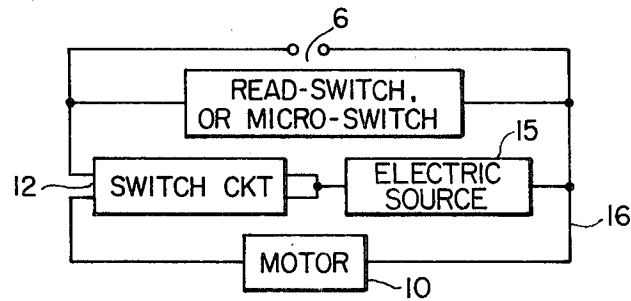 6
READ-SWITCH,
OR MICRO-SWITCH
15
12
SWITCH CKT
ELECTRIC
SOURCE
16
MOTOR
10